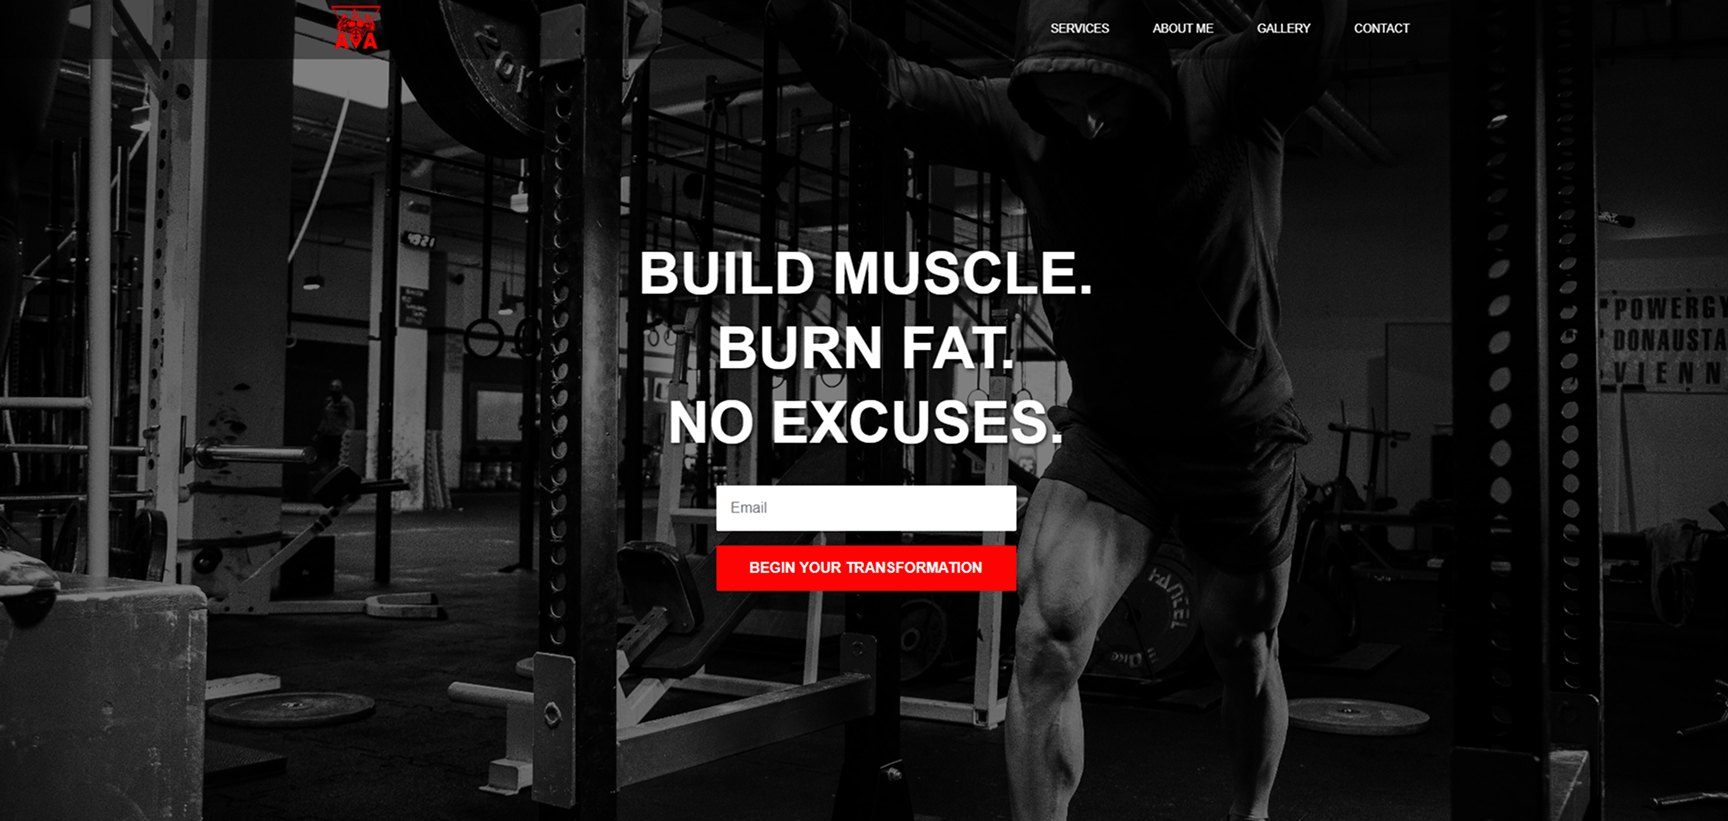 AVA
SERVICES ABOUT ME GALLERY CONTACT
20
BUILD MUSCLE.
BURN FAT.
NO EXCUSES.
Email
BEGIN YOUR TRANSFORMATION
POWERGY
DONAUSTA
VIENN